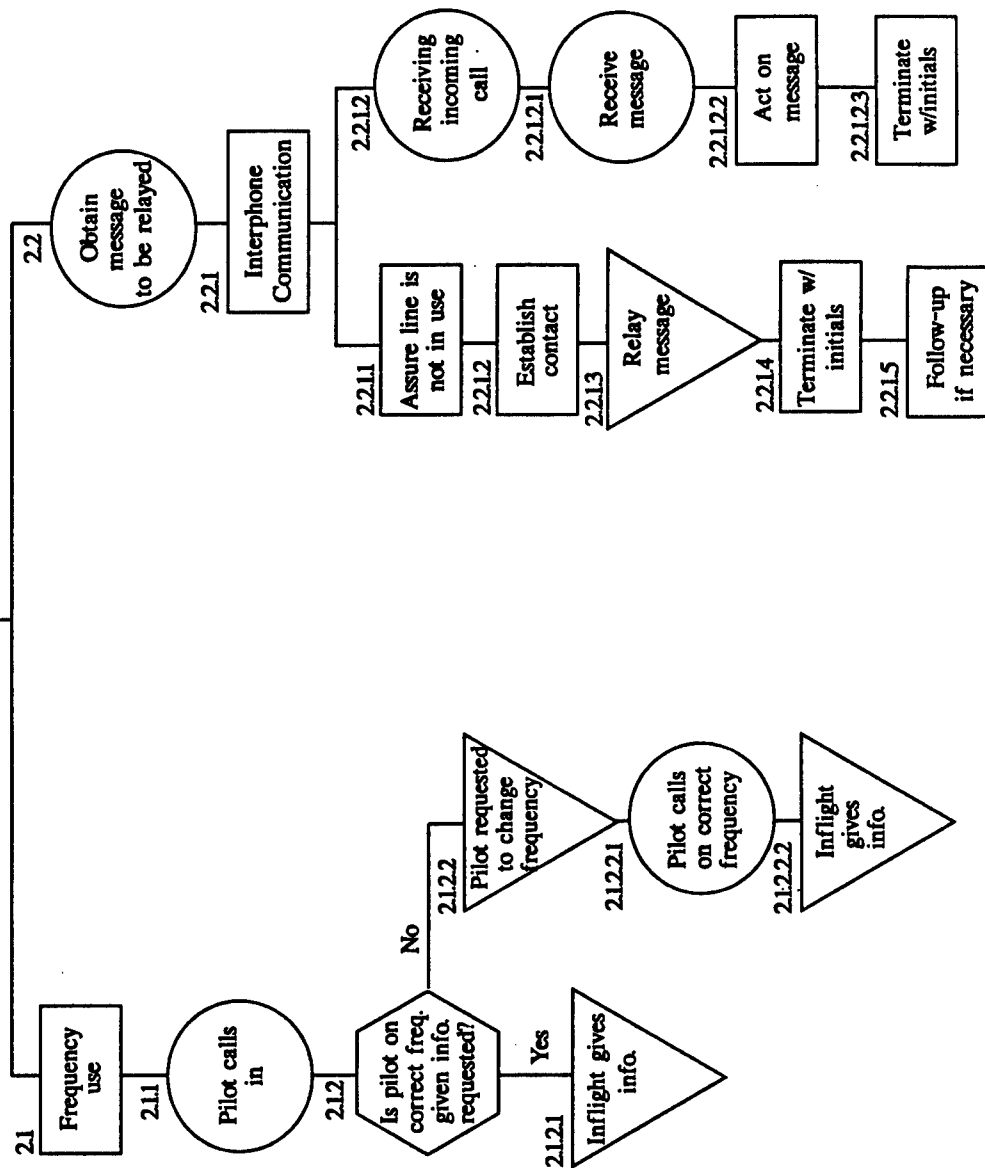 2.1
Frequency
use
2.1.1
Pilot calls
in
2.1.2
Is pilot on
correct freq.
given info.
requested?
Yes
No
2.1.2.1
Inflight gives
info.
2.1.2.2
Pilot requested
to change
frequency
2.1.2.2.1
Pilot calls
on correct
frequency
2.1.2.2.2
Inflight
gives
info.
2.2
Obtain
message
to be relayed
2.2.1
Interphone
Communication
2.2.1.1
Assure line is
not in use
2.2.1.2
Establish
contact
2.2.1.3
Relay
message
2.2.1.4
Terminate w/
initials
2.2.1.5
Follow-up
if necessary
2.2.1.2
Receiving
incoming
call
2.2.1.2.1
Receive
message
2.2.1.2.2
Act on
message
2.2.1.2.3
Terminate
w/initials